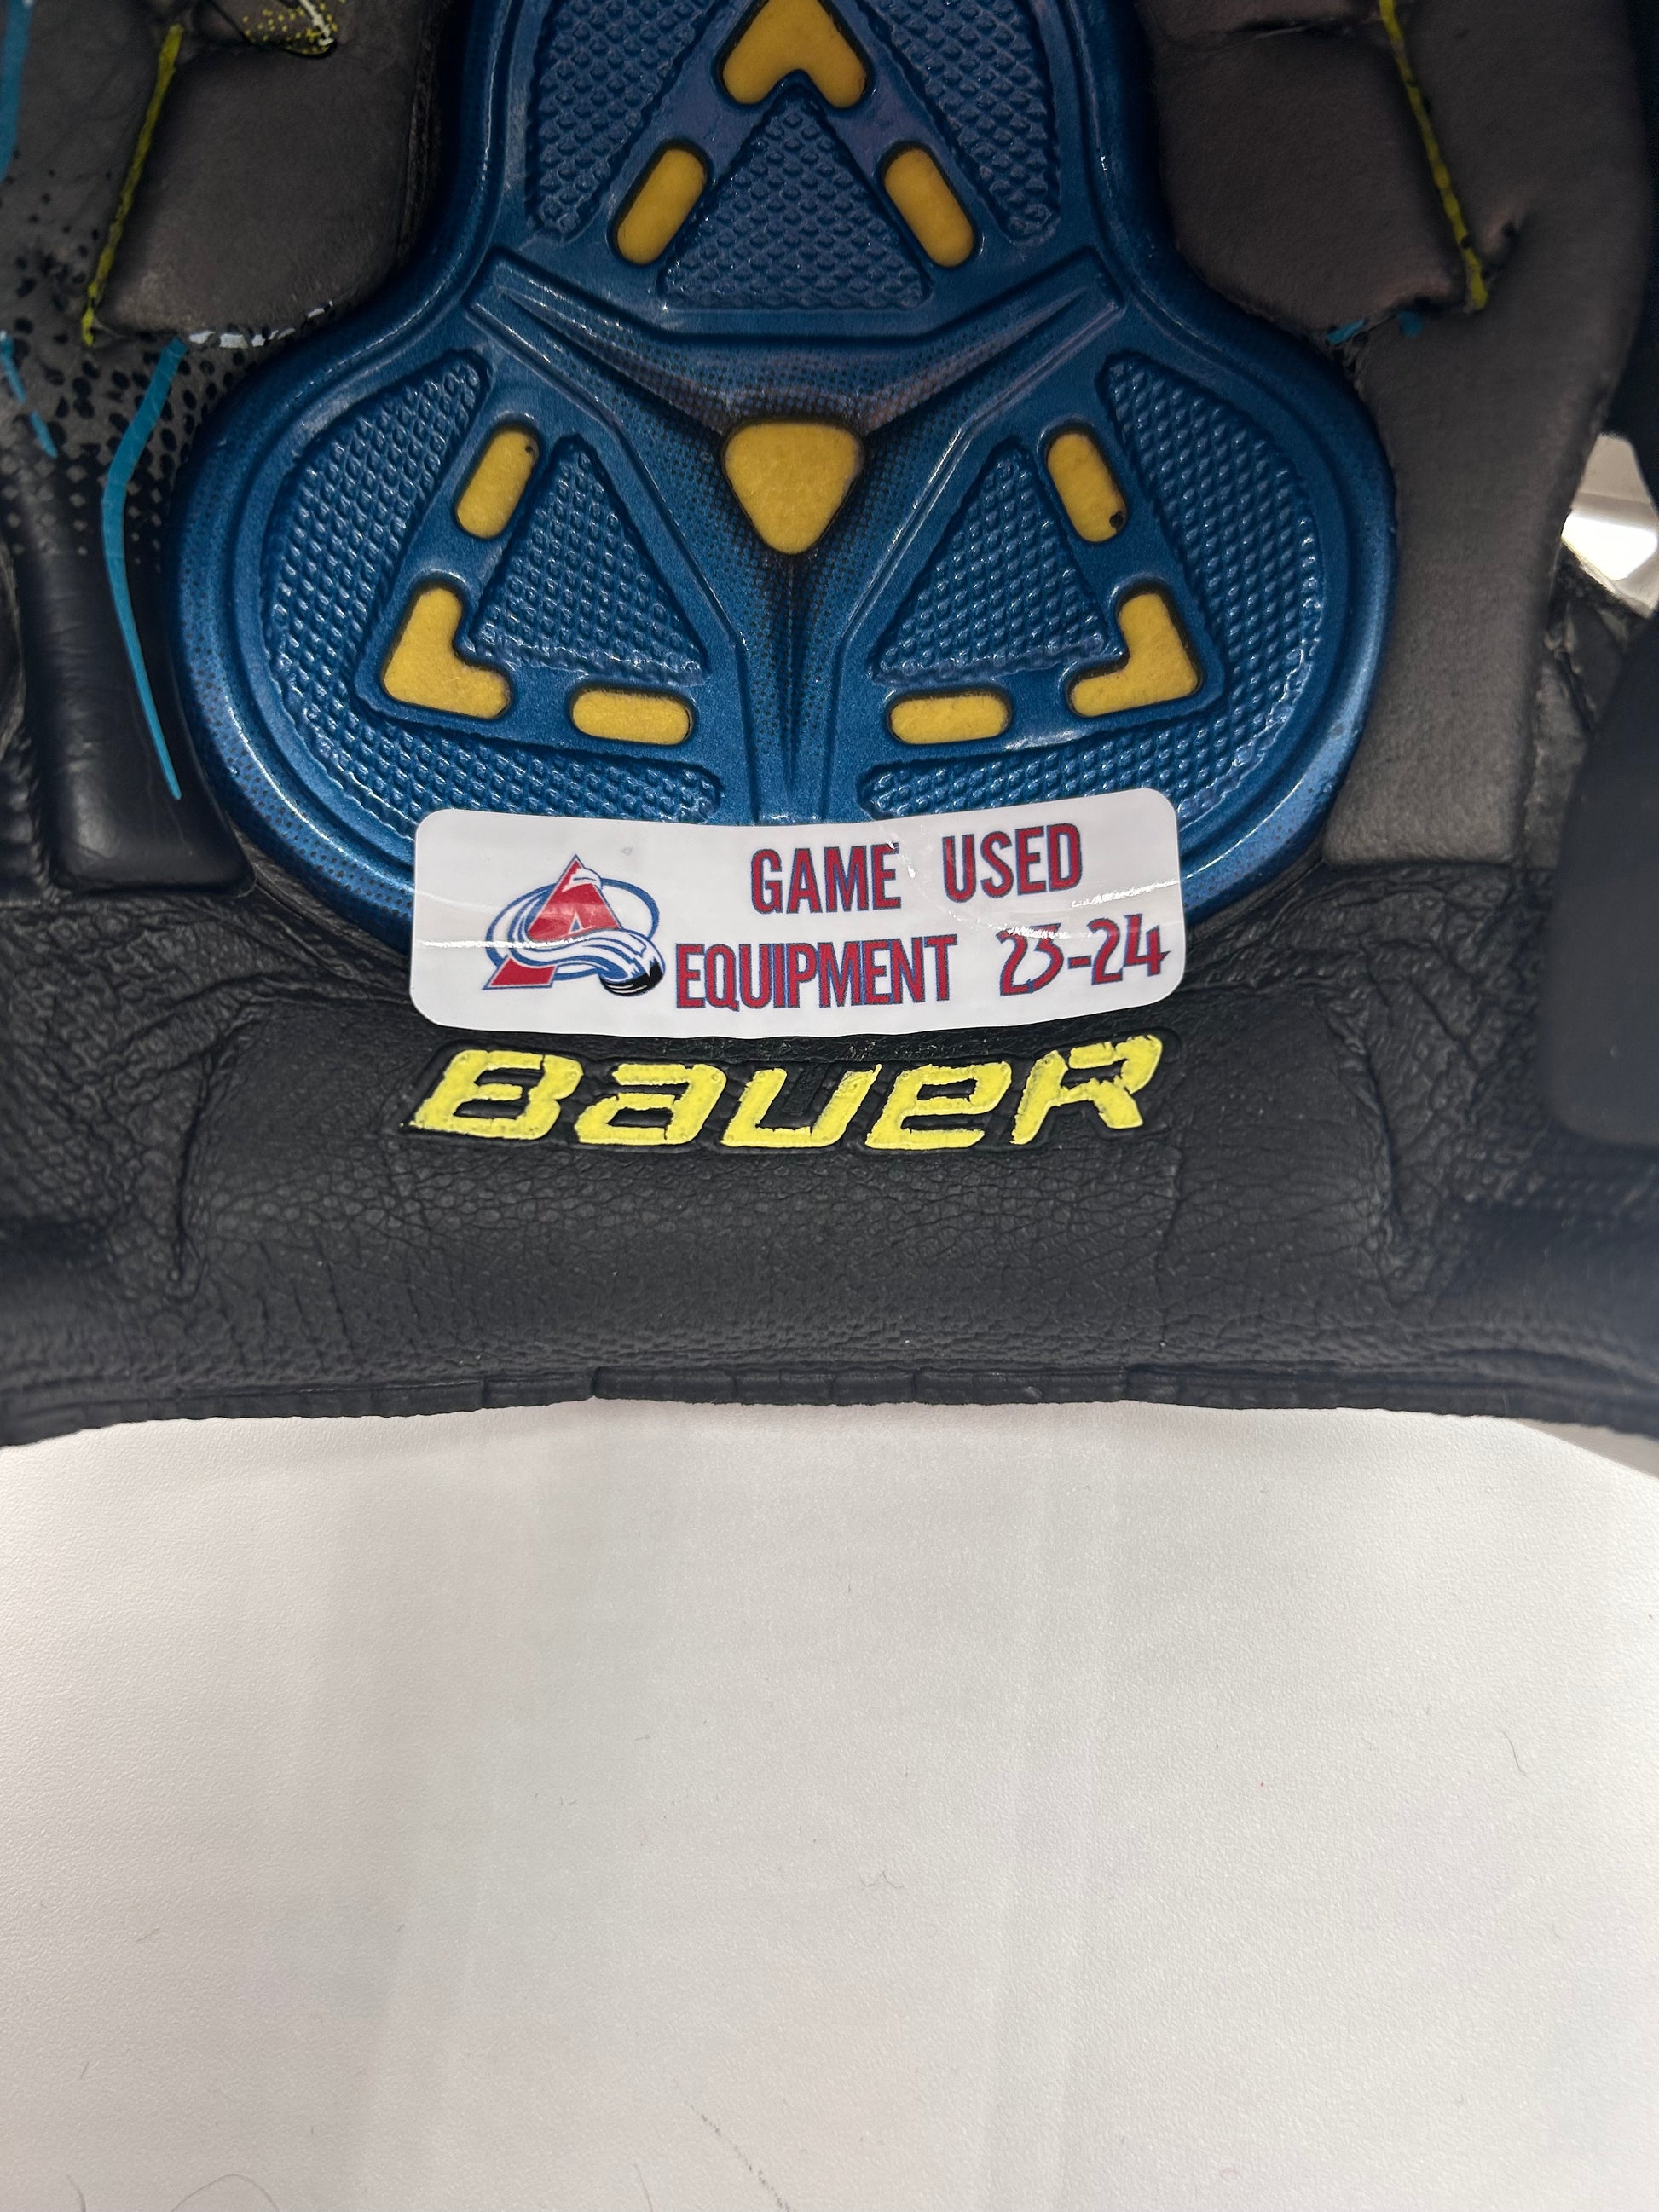 GAME USED
EQUIPMENT 23-24
BAUER